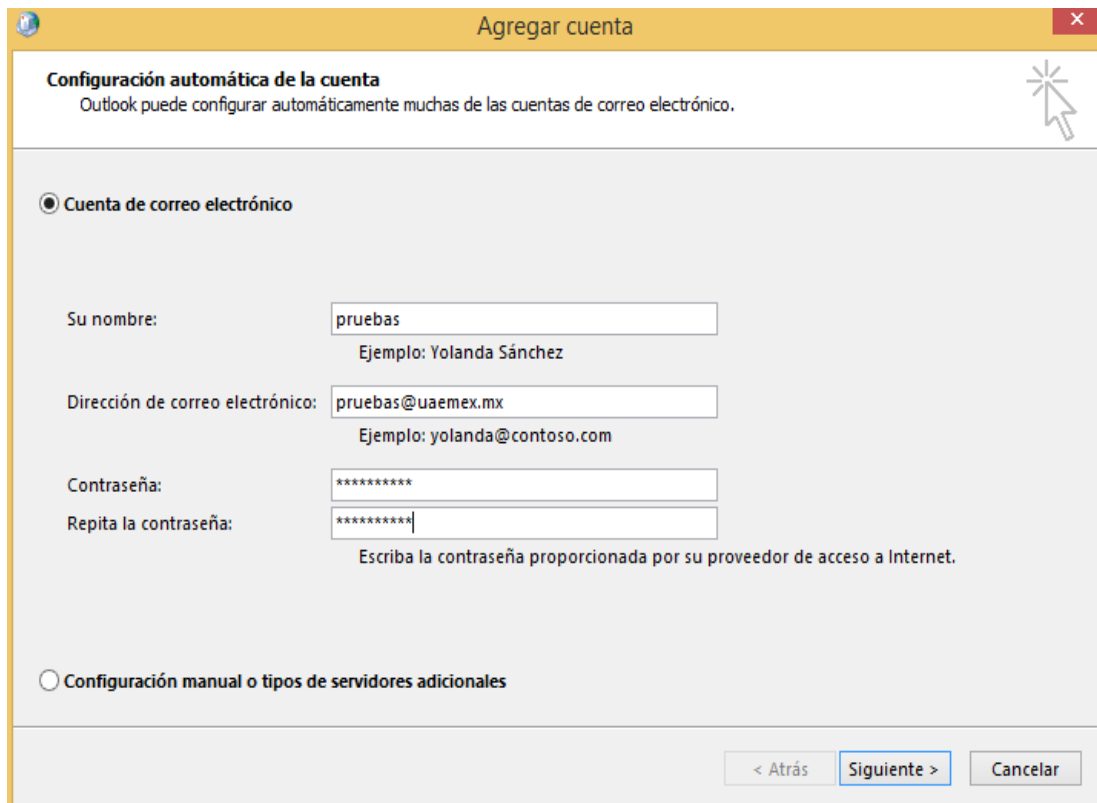 Agregar cuenta
Configuración automática de la cuenta
Outlook puede configurar automáticamente muchas de las cuentas de correo electrónico.
Cuenta de correo electrónico
Su nombre: pruebas
Ejemplo: Yolanda Sánchez
Dirección de correo electrónico: pruebas@uaemex.mx
Ejemplo: yolanda@contoso.com
Contraseña: **********
Repita la contraseña: **********
Escriba la contraseña proporcionada por su proveedor de acceso a Internet.
Configuración manual o tipos de servidores adicionales
< Atrás Siguiente > Cancelar